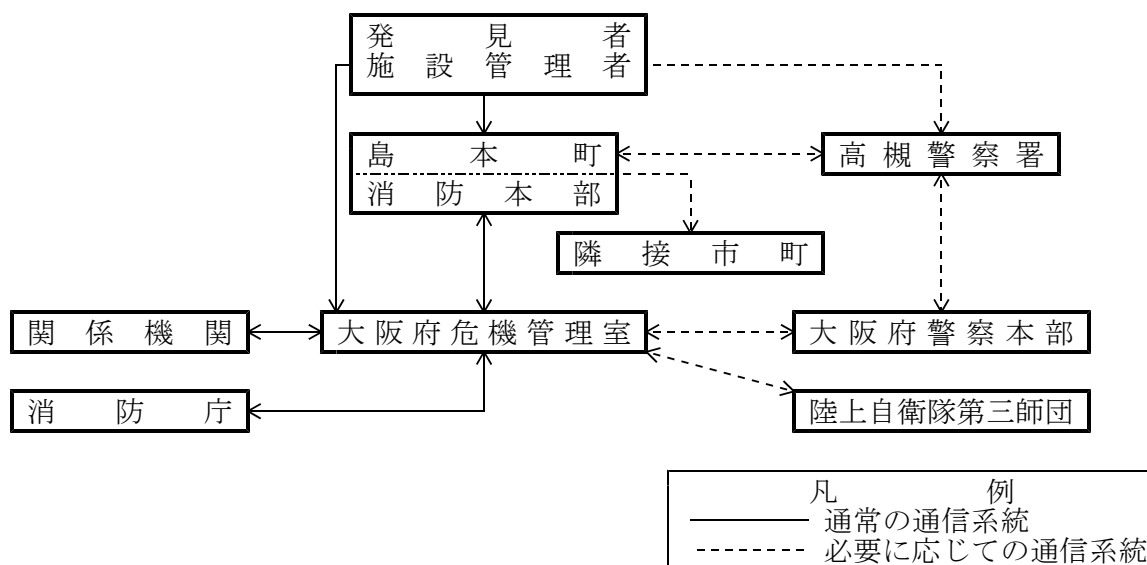 発見者
施設管理者
島本町
高槻警察署
消防本部
隣接市町
関係機関
大阪府危機管理室
大阪府警察本部
消防庁
陸上自衛隊第三師団
凡例
通常の通信系統
必要に応じての通信系統